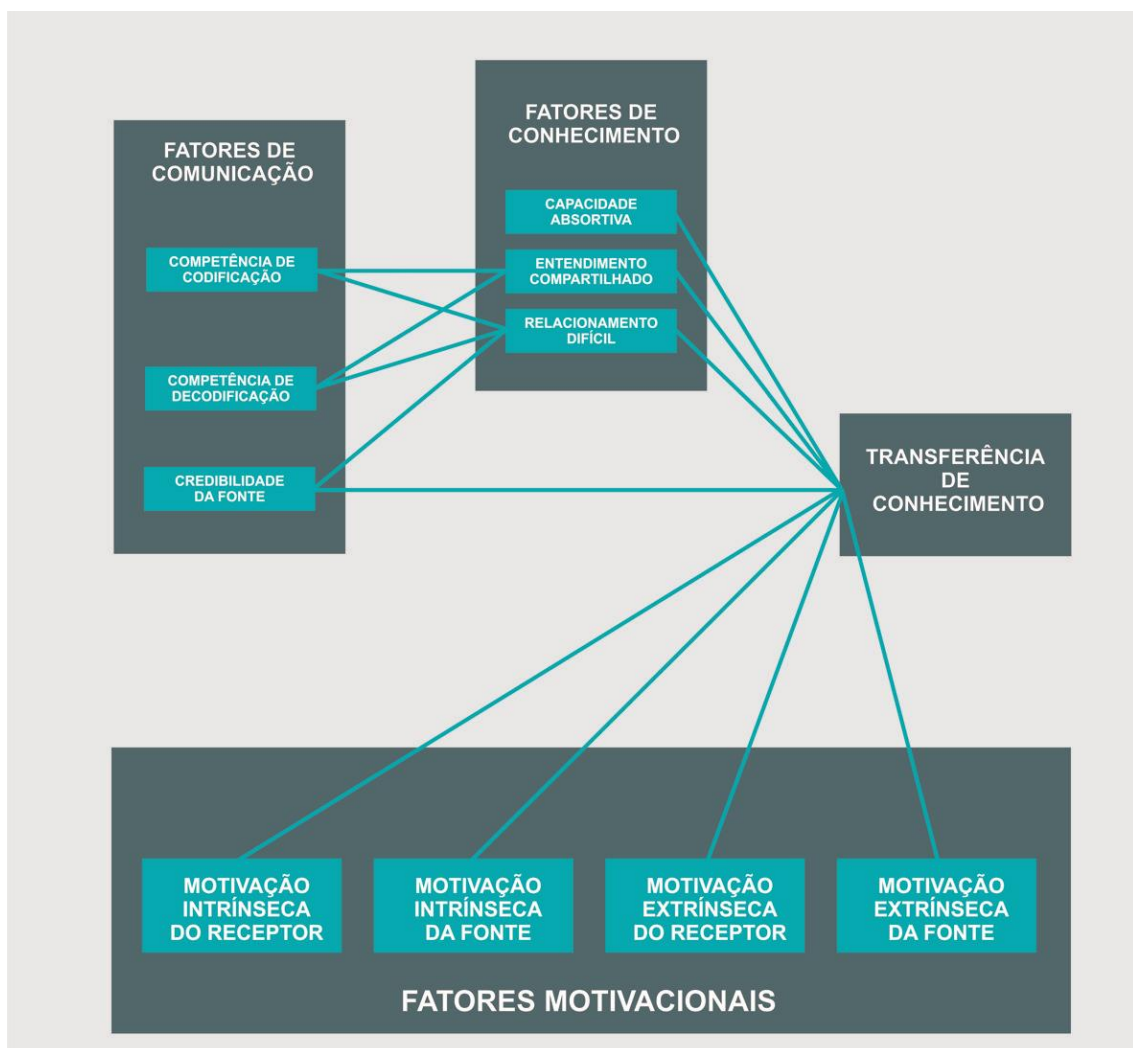 FATORES DE
COMUNICAÇÃO
COMPETÊNCIA DE
CODIFICAÇÃO
COMPETÊNCIA DE
DECODIFICAÇÃO
CREDIBILIDADE
DA FONTE
FATORES DE
CONHECIMENTO
CAPACIDADE
ABSORTIVA
ENTENDIMENTO
COMPARTILHADO
RELACIONAMENTO
DIFÍCIL
TRANSFERÊNCIA
DE
CONHECIMENTO
MOTIVAÇÃO
INTRÍNSECA
DO RECEPTOR
MOTIVAÇÃO
INTRÍNSECA
DA FONTE
MOTIVAÇÃO
EXTRÍNSECA
DO RECEPTOR
MOTIVAÇÃO
EXTRÍNSECA
DA FONTE
FATORES MOTIVACIONAIS